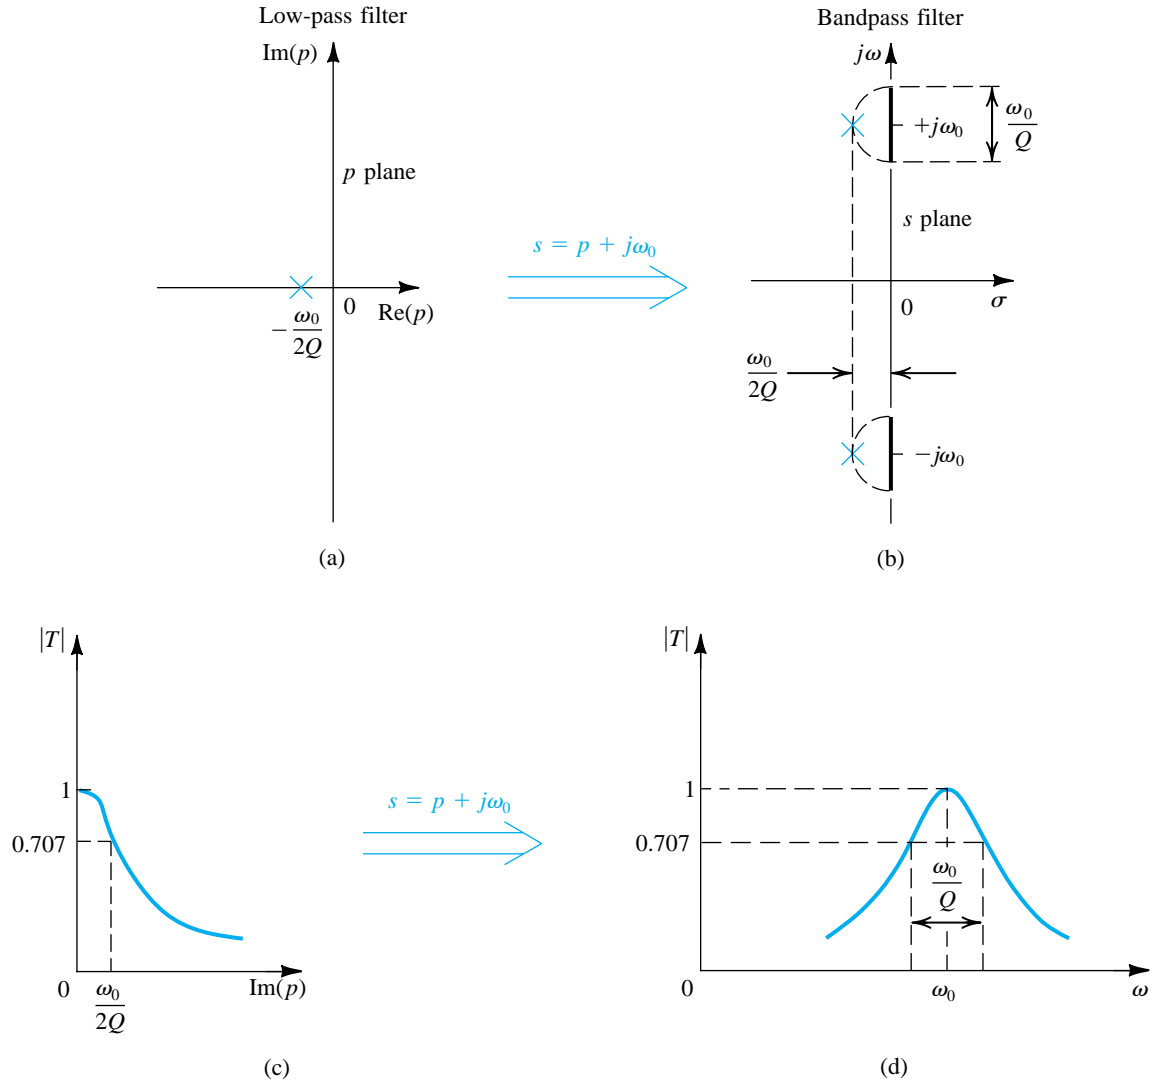 Low-pass filter
Im(p)
p plane
0
Re(p)
− ω₀/2Q
(a)
s = p + jω₀
Bandpass filter
jω
+jω₀
ω₀/Q
s plane
0
σ
ω₀/2Q
−jω₀
(b)
|T|
1
0.707
0
ω₀/2Q
Im(p)
(c)
s = p + jω₀
|T|
1
0.707
ω₀/Q
0
ω₀
ω
(d)